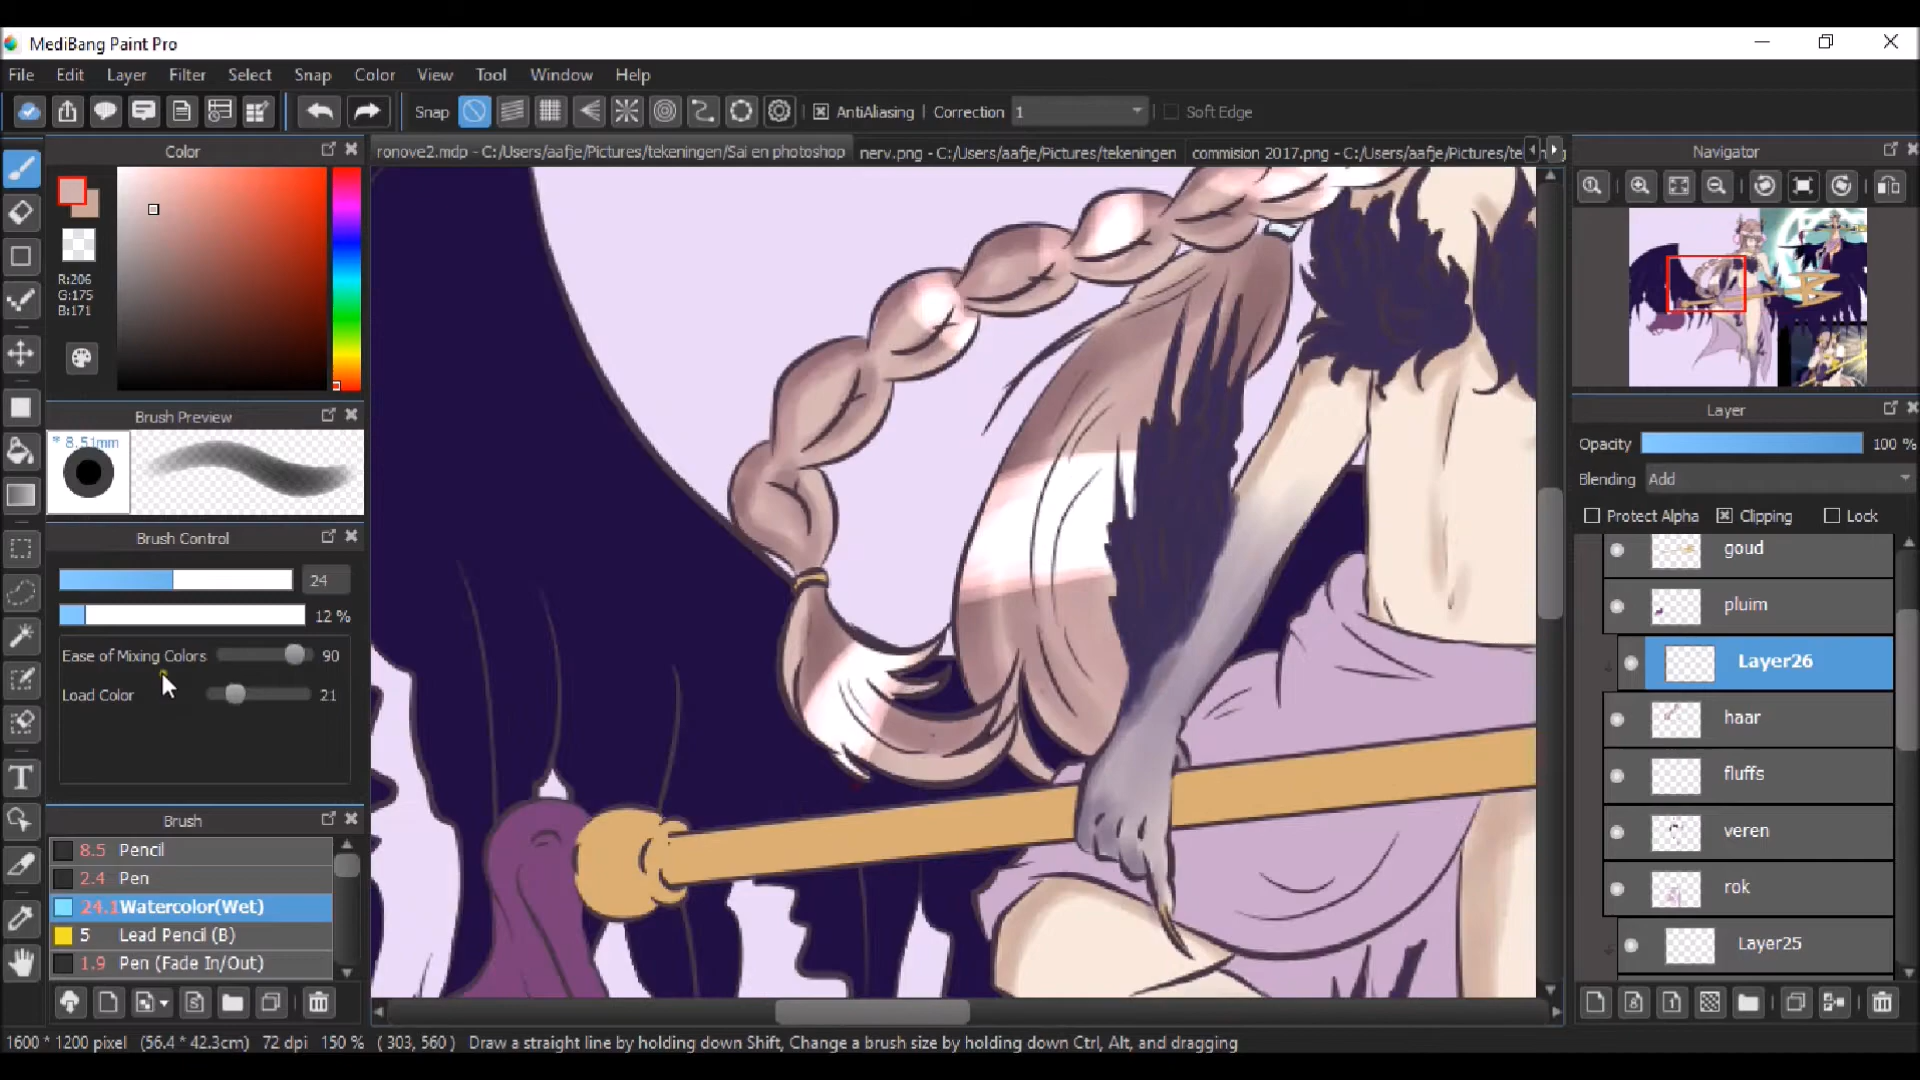 MediBang Paint Pro
File Edit Layer Filter Select Snap Color View Tool Window Help
Snap AntiAliasing Correction 1 Soft Edge
Color
ronove2.mdp - C:/Users/aafje/Pictures/tekeningen/Sai en photoshop
nerv.png - C:/Users/aafje/Pictures/tekeningen
commision 2017.png - C:/Users/aafje/Pictures/te
Navigator
R:206
G:175
B:171
Brush Preview
* 8.51mm
Layer
Opacity 100 %
Blending Add
Protect Alpha Clipping Lock
Brush Control
24
12 %
Ease of Mixing Colors 90
Load Color 21
goud
pluim
Layer26
haar
fluffs
veren
rok
Layer25
Brush
8.5 Pencil
2.4 Pen
24.1 Watercolor(Wet)
5 Lead Pencil (B)
1.9 Pen (Fade In/Out)
1600 * 1200 pixel (56.4 * 42.3cm) 72 dpi 150 % ( 303, 560 ) Draw a straight line by holding down Shift, Change a brush size by holding down Ctrl, Alt, and dragging